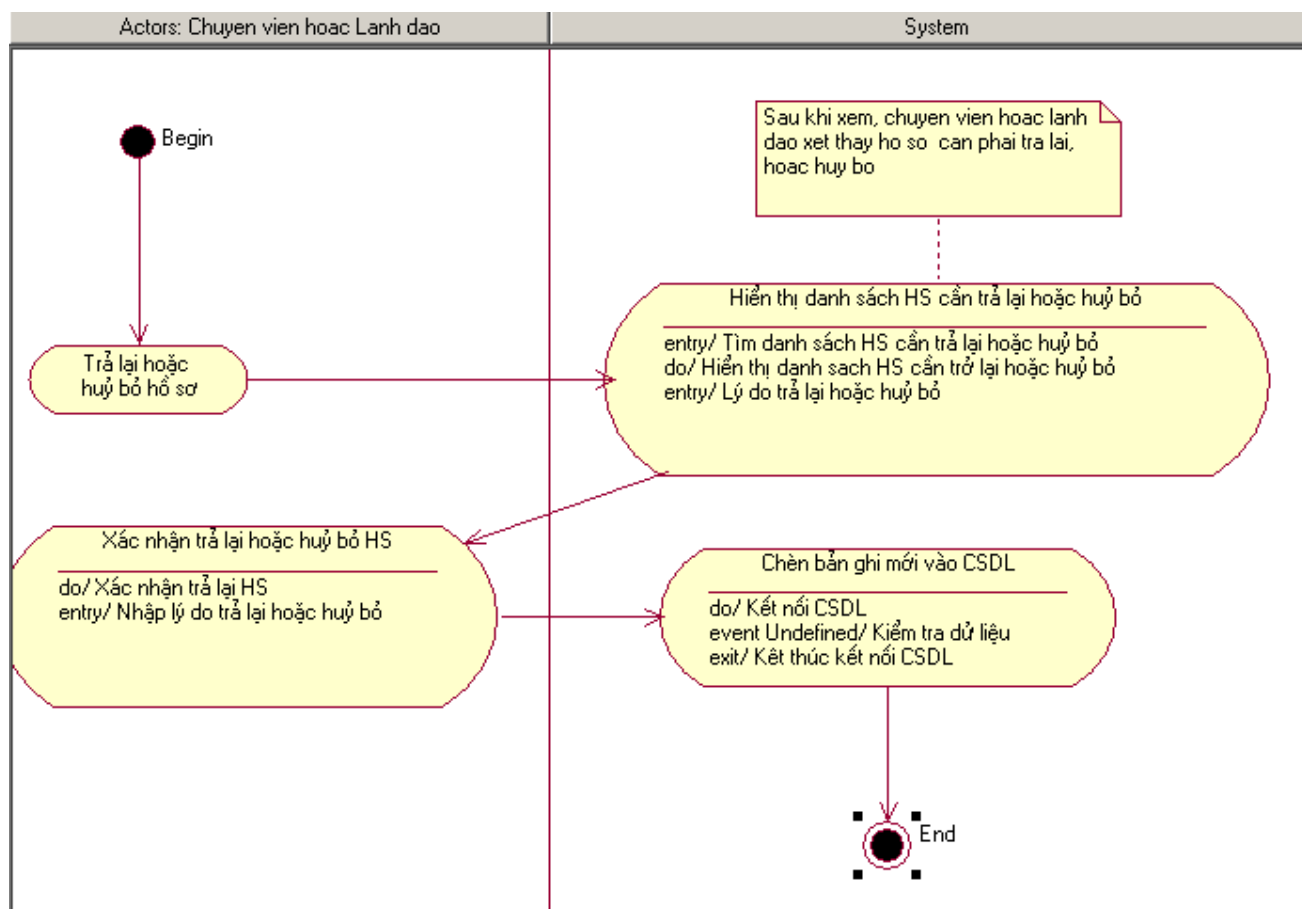 Actors: Chuyen vien hoac Lanh dao
System
Begin
Sau khi xem, chuyen vien hoac lanh
dao xet thay ho so can phai tra lai,
hoac huy bo
Trả lại hoặc
huỷ bỏ hồ sơ
Hiển thị danh sách HS cần trả lại hoặc huỷ bỏ
entry/ Tìm danh sách HS cần trả lại hoặc huỷ bỏ
do/ Hiển thị danh sach HS cần trở lại hoặc huỷ bỏ
entry/ Lý do trả lại hoặc huỷ bỏ
Xác nhận trả lại hoặc huỷ bỏ HS
do/ Xác nhận trả lại HS
entry/ Nhập lý do trả lại hoặc huỷ bỏ
Chèn bản ghi mới vào CSDL
do/ Kết nối CSDL
event Undefined/ Kiểm tra dử liệu
exit/ Kêt thúc kết nối CSDL
End